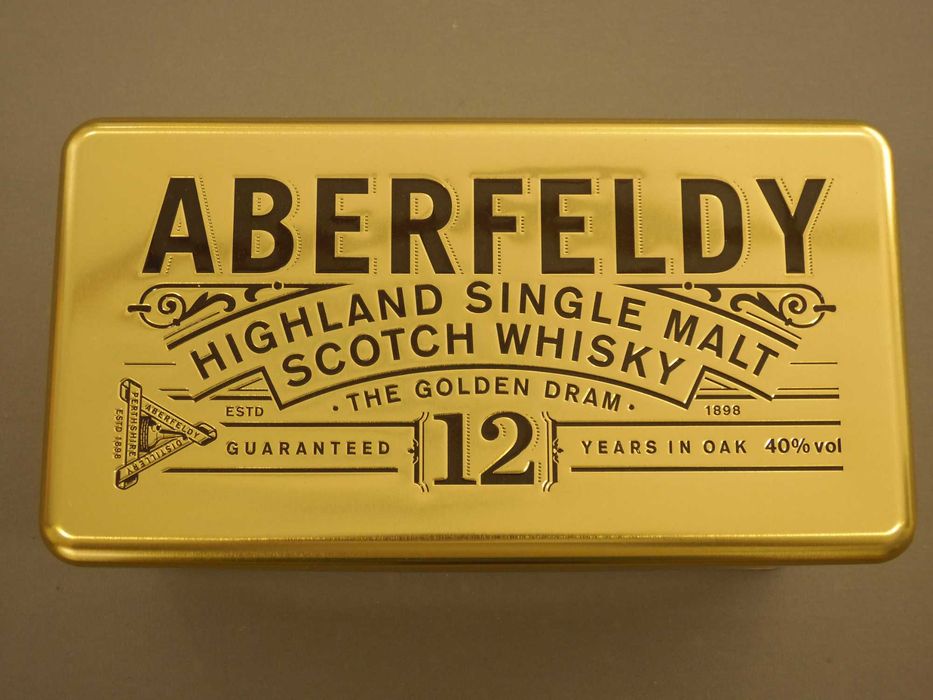 ABERFELDY
HIGHLAND SINGLE MALT
SCOTCH WHISKY
· THE GOLDEN DRAM ·
ESTD 1898
GUARANTEED 12 YEARS IN OAK 40% vol
ABERFELDY
DISTILLERY
PERTHSHIRE
ESTD 1898